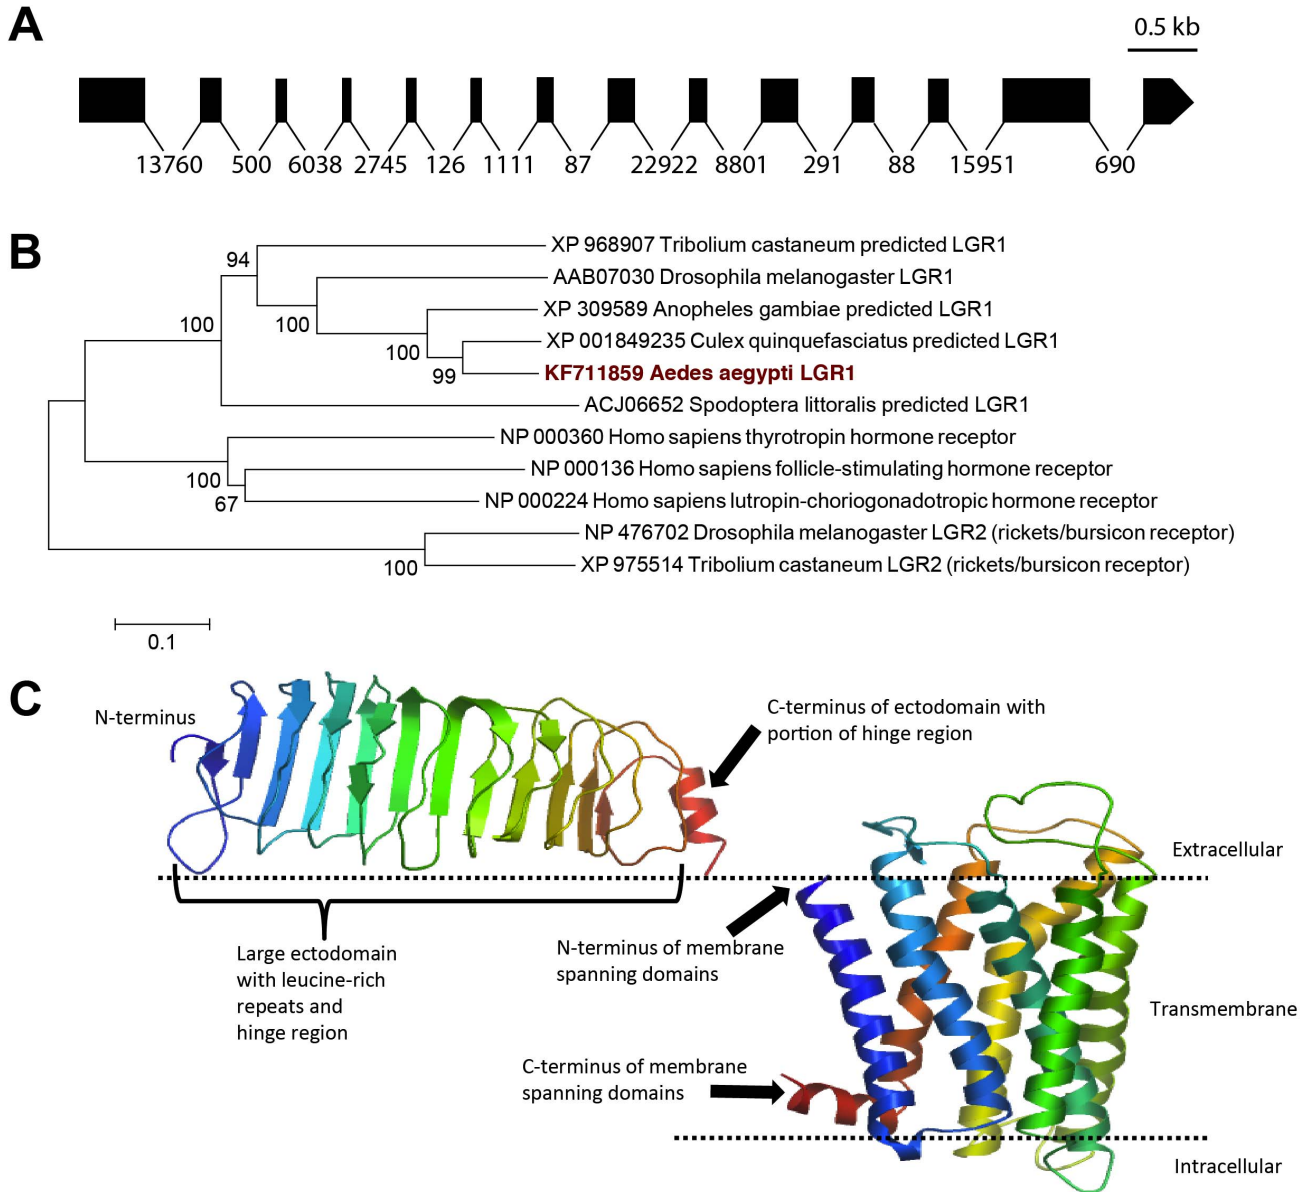 A
0.5 kb
13760 500 6038 2745 126 1111 87 22922 8801 291 88 15951 690
B
XP 968907 Tribolium castaneum predicted LGR1
94
AAB07030 Drosophila melanogaster LGR1
XP 309589 Anopheles gambiae predicted LGR1
100
100
XP 001849235 Culex quinquefasciatus predicted LGR1
100
KF711859 Aedes aegypti LGR1
99
ACJ06652 Spodoptera littoralis predicted LGR1
NP 000360 Homo sapiens thyrotropin hormone receptor
NP 000136 Homo sapiens follicle-stimulating hormone receptor
100
NP 000224 Homo sapiens lutropin-choriogonadotropic hormone receptor
67
NP 476702 Drosophila melanogaster LGR2 (rickets/bursicon receptor)
XP 975514 Tribolium castaneum LGR2 (rickets/bursicon receptor)
100
0.1
C
N-terminus
C-terminus of ectodomain with
portion of hinge region
Extracellular
Large ectodomain
with leucine-rich
repeats and
hinge region
N-terminus of membrane
spanning domains
Transmembrane
C-terminus of membrane
spanning domains
Intracellular